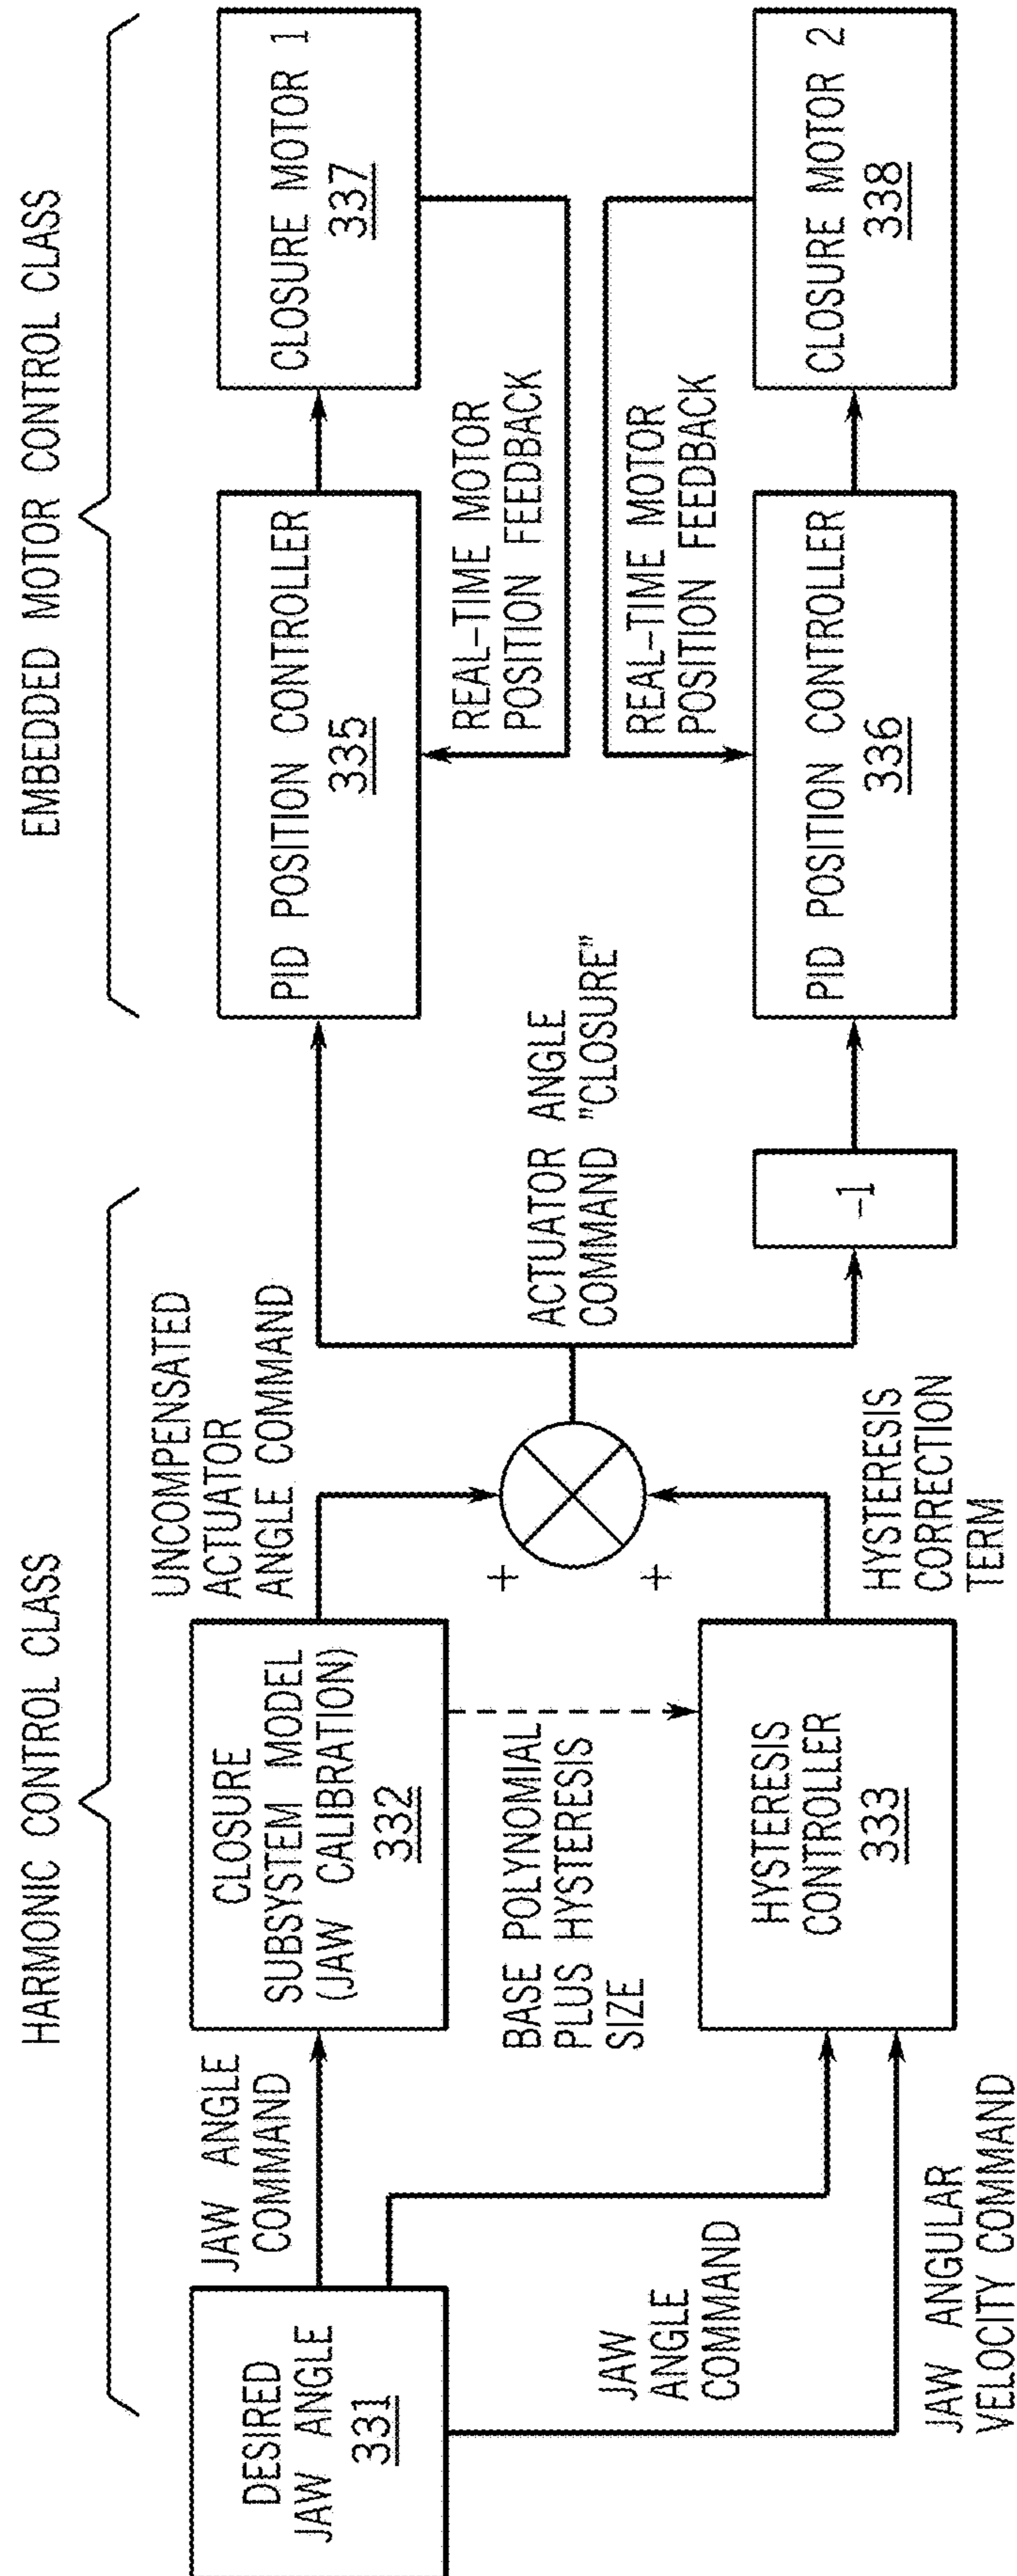 HARMONIC CONTROL CLASS
EMBEDDED MOTOR CONTROL CLASS
DESIRED
JAW ANGLE
331
JAW ANGLE
COMMAND
JAW
ANGLE
COMMAND
JAW ANGULAR
VELOCITY COMMAND
CLOSURE
SUBSYSTEM MODEL
(JAW CALIBRATION)
332
BASE POLYNOMIAL
PLUS HYSTERESIS
SIZE
HYSTERESIS
CONTROLLER
333
UNCOMPENSATED
ACTUATOR
ANGLE COMMAND
+
+
HYSTERESIS
CORRECTION
TERM
ACTUATOR ANGLE
COMMAND "CLOSURE"
-1
PID POSITION CONTROLLER
335
REAL-TIME MOTOR
POSITION FEEDBACK
CLOSURE MOTOR 1
337
REAL-TIME MOTOR
POSITION FEEDBACK
PID POSITION CONTROLLER
336
CLOSURE MOTOR 2
338